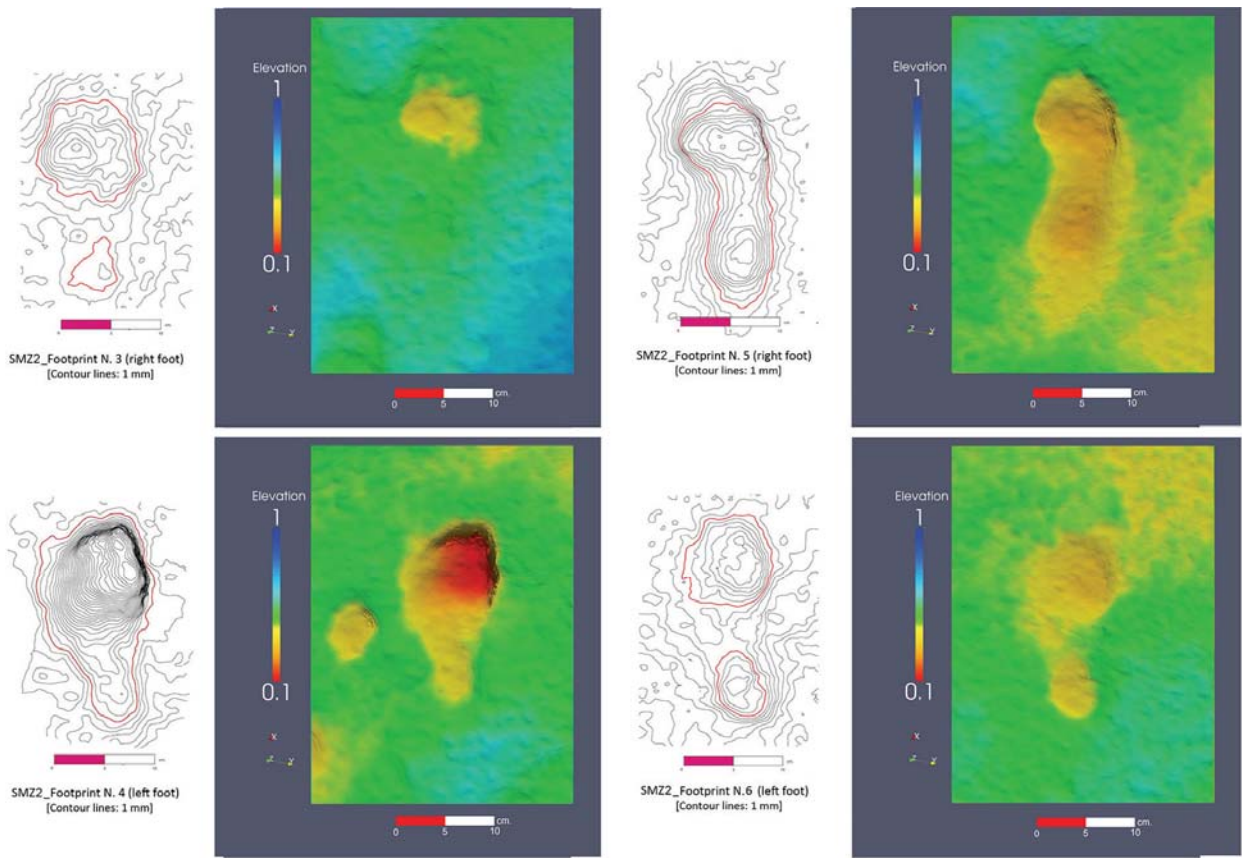 Elevation
1
0.1
X
Z
Y
0
5
10
cm.
SMZ2_Footprint N. 3 (right foot)
[Contour lines: 1 mm]
Elevation
1
0.1
X
Z
Y
0
5
10
cm.
SMZ2_Footprint N. 5 (right foot)
[Contour lines: 1 mm]
Elevation
1
0.1
X
Z
Y
0
5
10
cm.
SMZ2_Footprint N. 4 (left foot)
[Contour lines: 1 mm]
Elevation
1
0.1
X
Z
Y
0
5
10
cm.
SMZ2_Footprint N.6 (left foot)
[Contour lines: 1 mm]